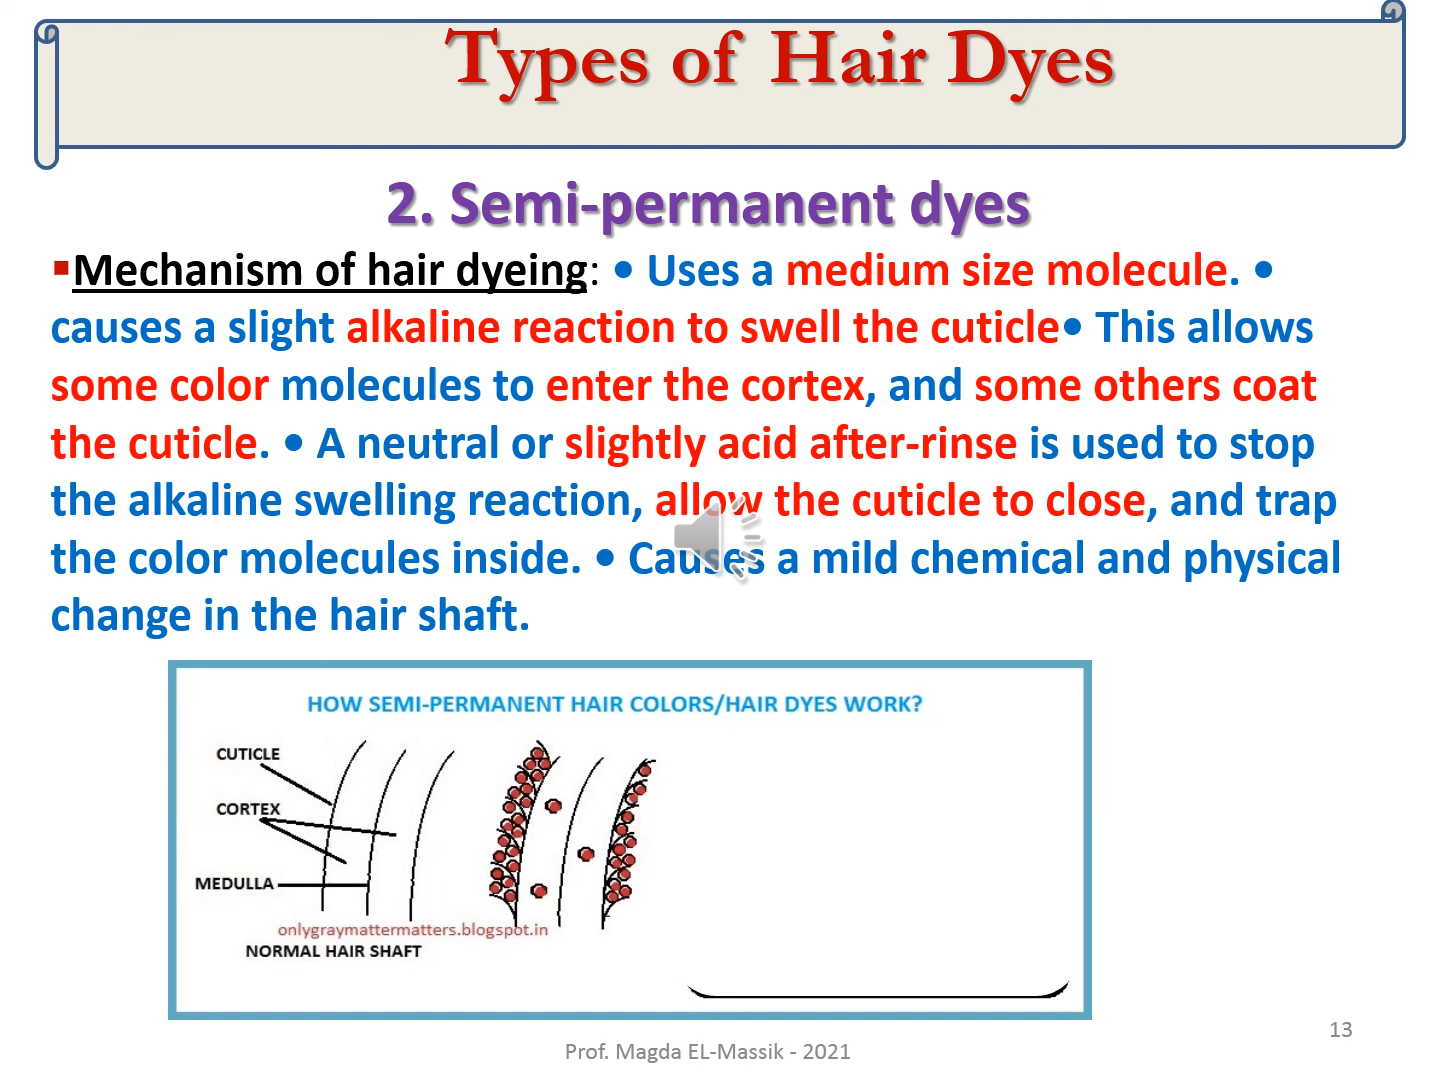 Types of Hair Dyes
2. Semi-permanent dyes
▪Mechanism of hair dyeing: • Uses a medium size molecule. •
causes a slight alkaline reaction to swell the cuticle• This allows
some color molecules to enter the cortex, and some others coat
the cuticle. • A neutral or slightly acid after-rinse is used to stop
the alkaline swelling reaction, allow the cuticle to close, and trap
the color molecules inside. • Causes a mild chemical and physical
change in the hair shaft.
HOW SEMI-PERMANENT HAIR COLORS/HAIR DYES WORK?
CUTICLE
CORTEX
MEDULLA
onlygraymattermatters.blogspot.in
NORMAL HAIR SHAFT
13
Prof. Magda EL-Massik - 2021